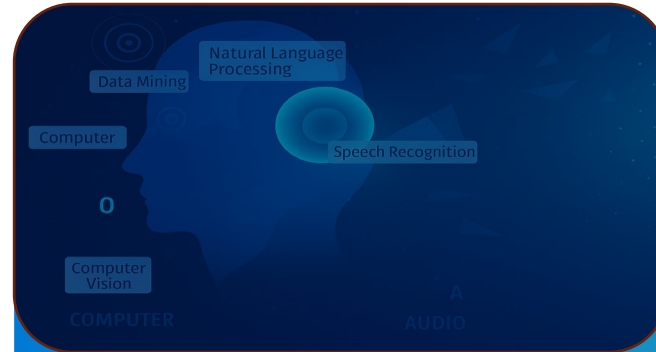 Natural Language
Processing
Data Mining
Computer
Speech Recognition
O
Computer
Vision
A
COMPUTER
AUDIO